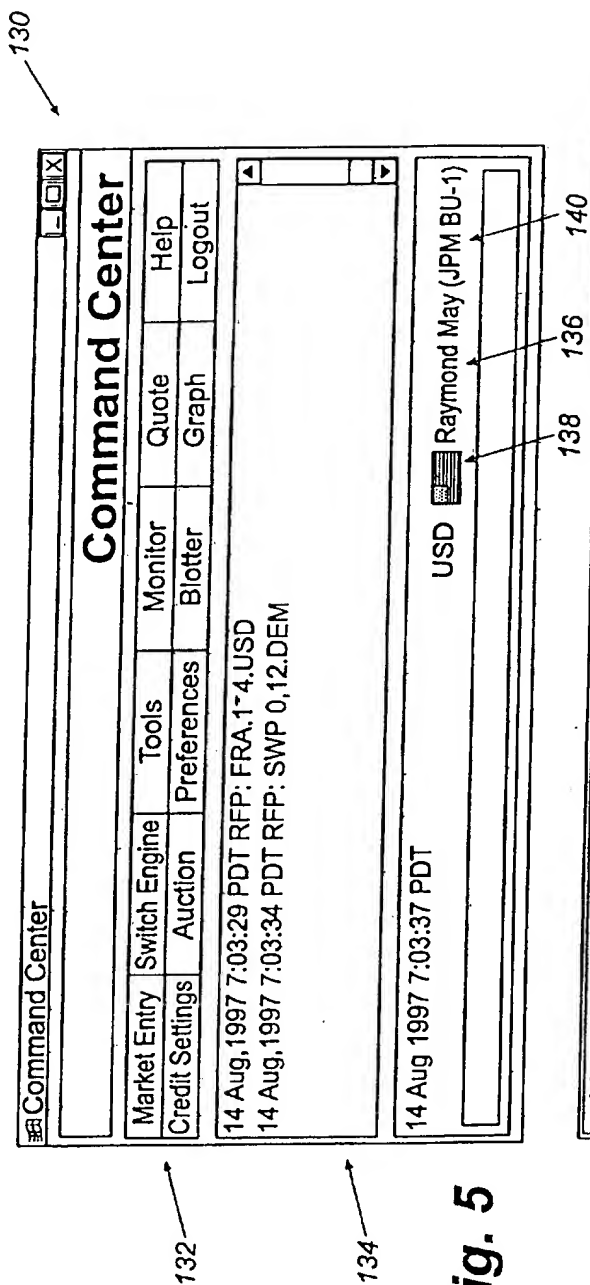 130
Command Center
Command Center
Market Entry Switch Engine Tools Monitor Quote Help
Credit Settings Auction Preferences Blotter Graph Logout
132
14 Aug,1997 7:03:29 PDT RFP: FRA.1-4.USD
14 Aug,1997 7:03:34 PDT RFP: SWP 0,12.DEM
134
14 Aug 1997 7:03:37 PDT USD Raymond May (JPM BU-1)
138 136 140
ig. 5